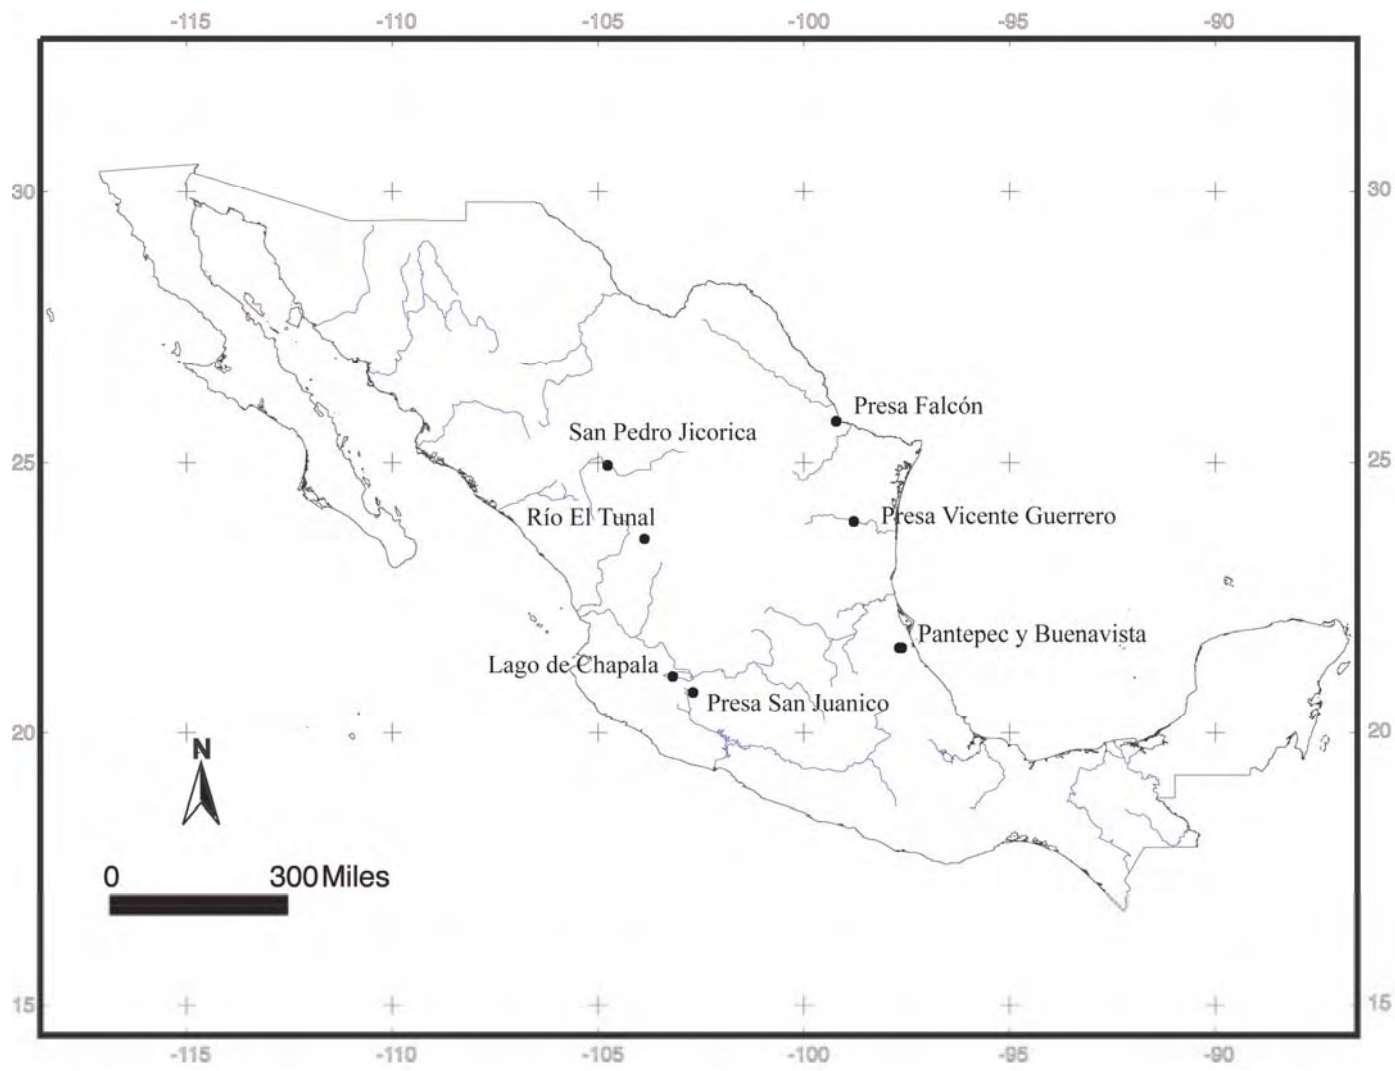 -115 -110 -105 -100 -95 -90
30 30
Presa Falcón
San Pedro Jicorica
25 25
Río El Tunal
Presa Vicente Guerrero
Pantepec y Buenavista
Lago de Chapala
Presa San Juanico
20 20
N
0 300 Miles
15 15
-115 -110 -105 -100 -95 -90